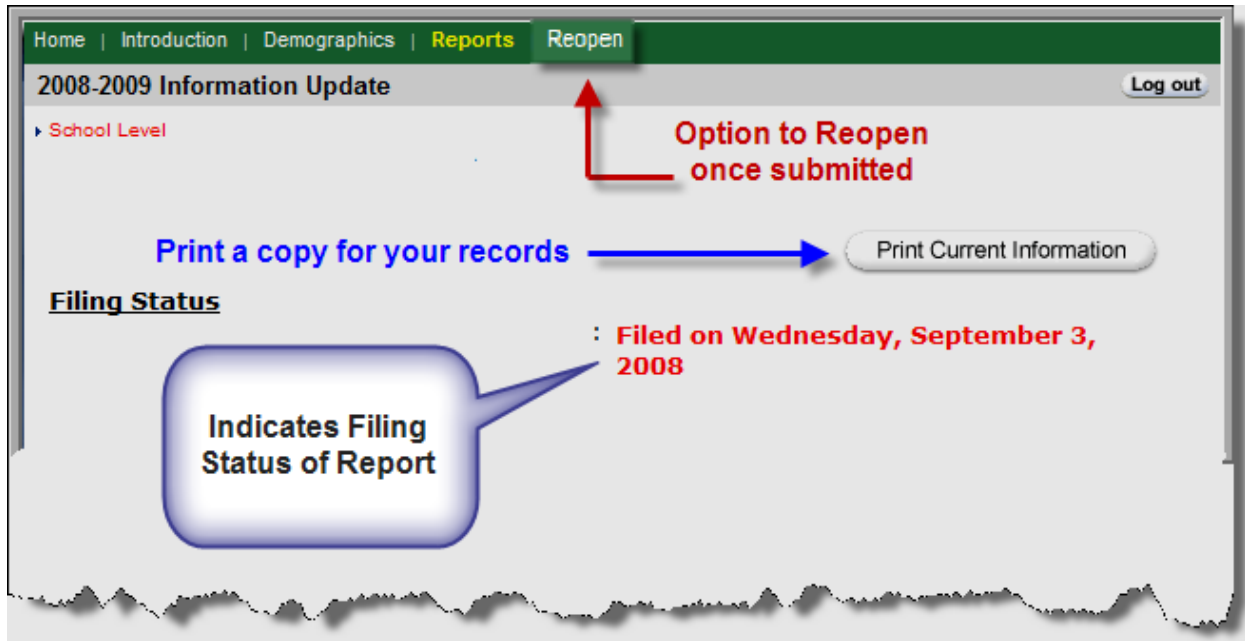 Home | Introduction | Demographics | Reports Reopen
2008-2009 Information Update
Log out
School Level
Option to Reopen
once submitted
Print a copy for your records
Print Current Information
Filing Status
: Filed on Wednesday, September 3,
2008
Indicates Filing
Status of Report